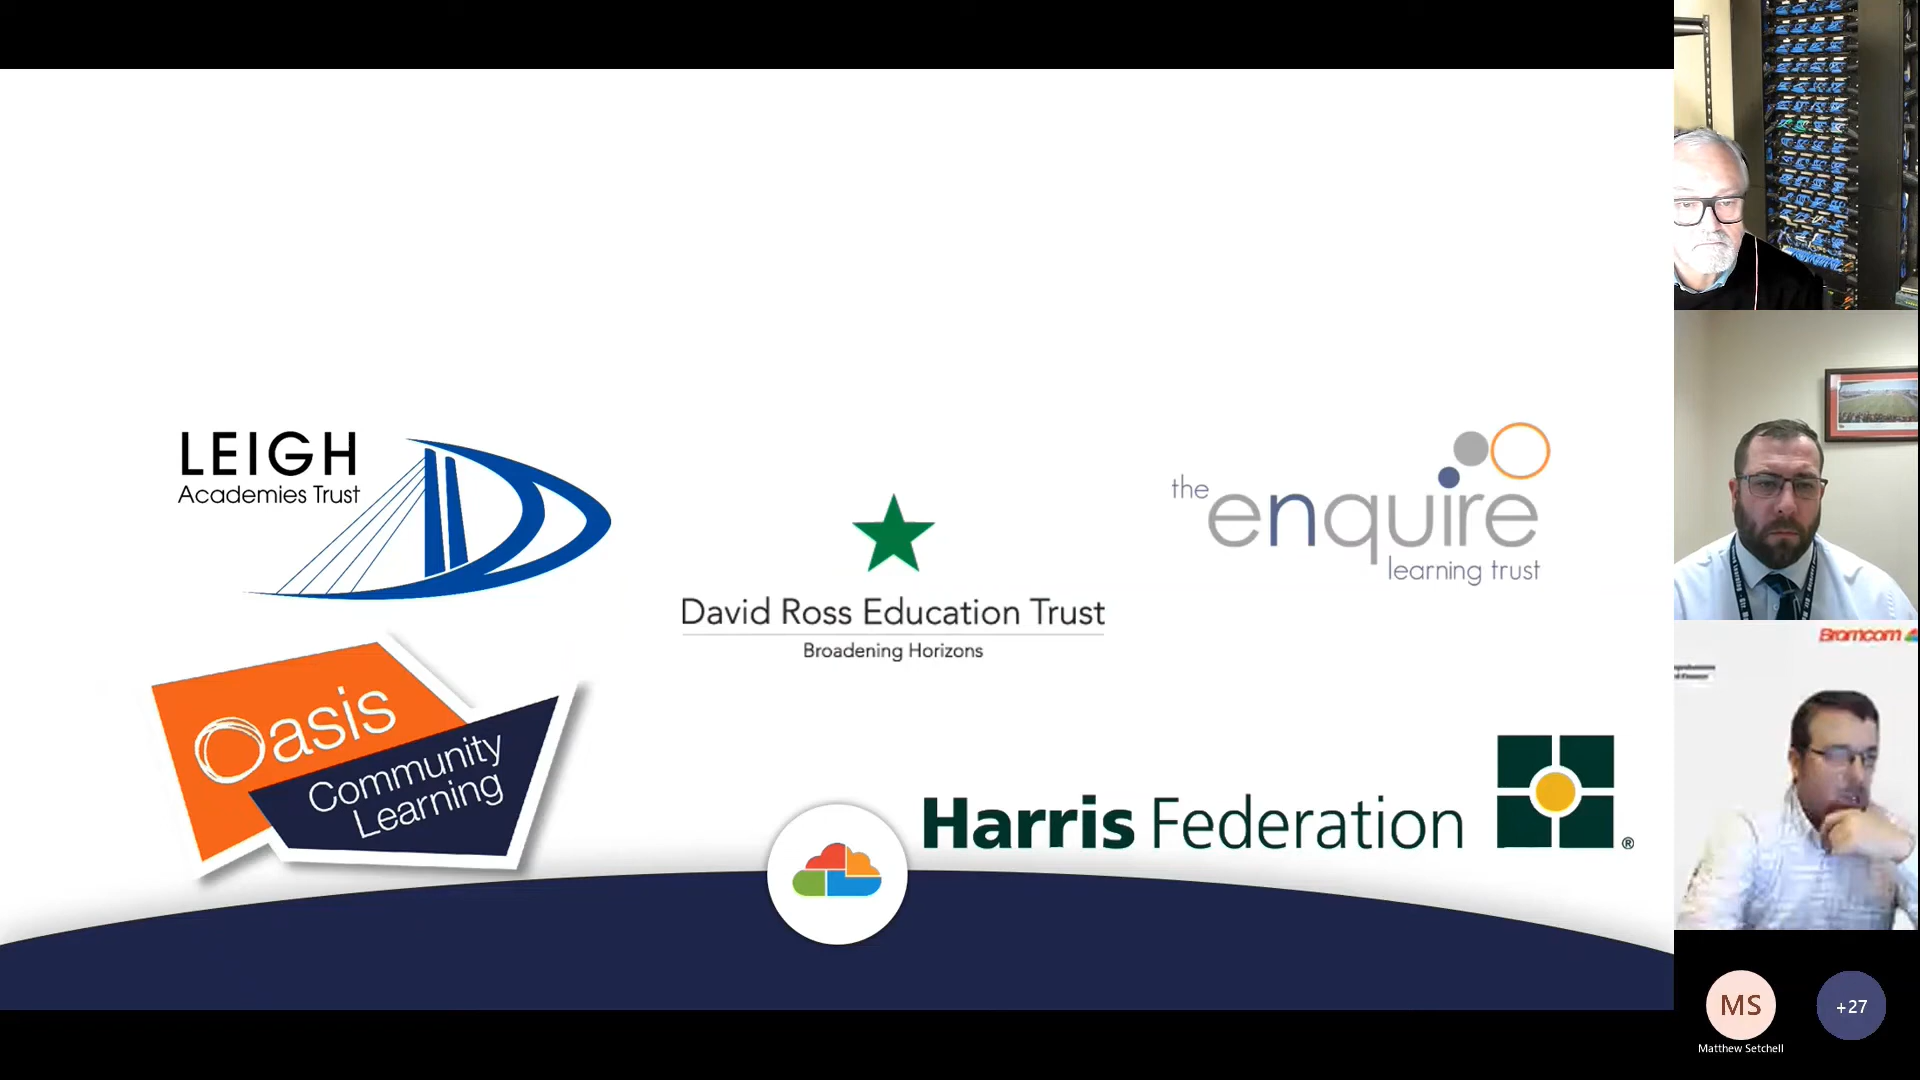 LEIGH
Academies Trust
David Ross Education Trust
Broadening Horizons
the
enquire
learning trust
Oasis
Community
Learning
Harris Federation
®
Bromcom
MS
+27
Matthew Setchell